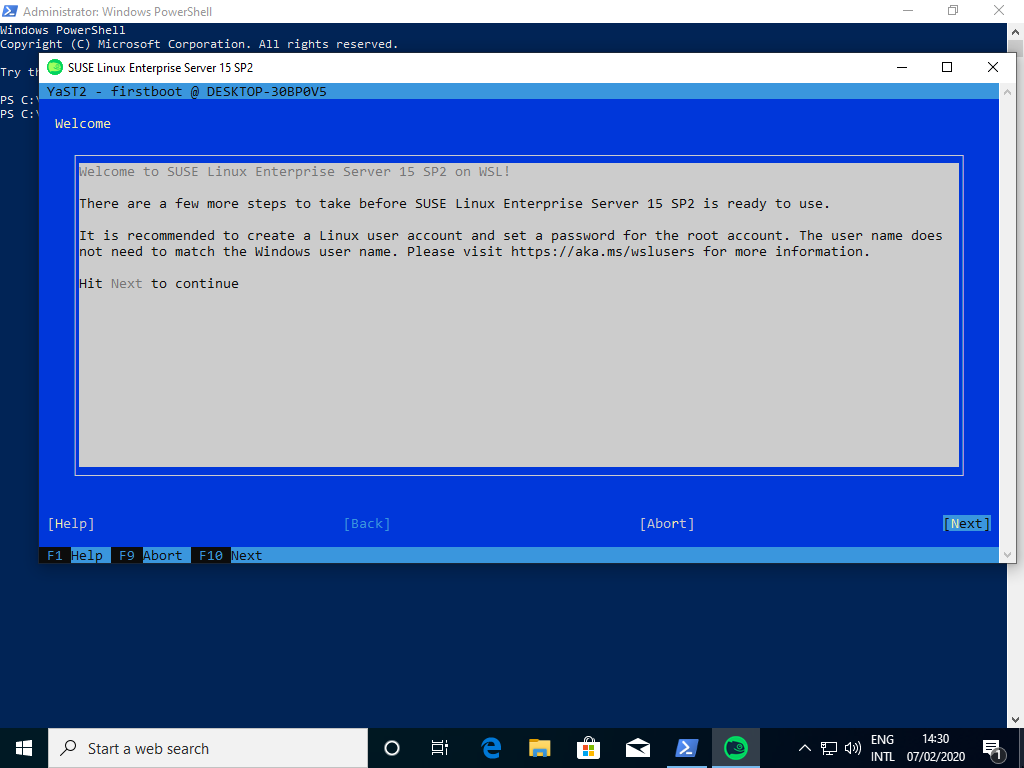 Administrator: Windows PowerShell
Windows PowerShell
Copyright (C) Microsoft Corporation. All rights reserved.
Try
PS C:\
PS C:\
SUSE Linux Enterprise Server 15 SP2
YaST2 - firstboot @ DESKTOP-30BP0V5
Welcome
Welcome to SUSE Linux Enterprise Server 15 SP2 on WSL!
There are a few more steps to take before SUSE Linux Enterprise Server 15 SP2 is ready to use.
It is recommended to create a Linux user account and set a password for the root account. The user name does
not need to match the Windows user name. Please visit https://aka.ms/wslusers for more information.
Hit Next to continue
[Help] [Back] [Abort] [Next]
F1 Help F9 Abort F10 Next
Start a web search
ENG
INTL
14:30
07/02/2020
1